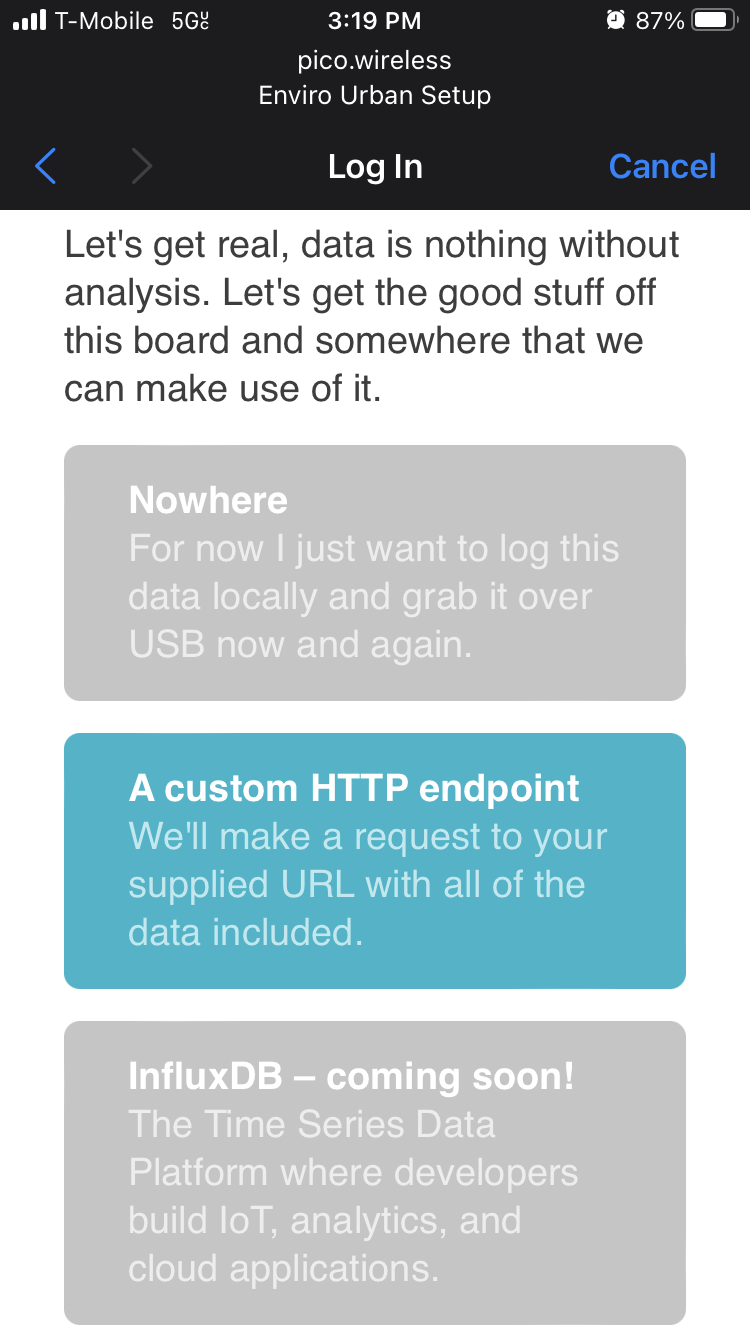 T-Mobile 5G 3:19 PM 87%
pico.wireless
Enviro Urban Setup
Log In Cancel
Let's get real, data is nothing without
analysis. Let's get the good stuff off
this board and somewhere that we
can make use of it.
Nowhere
For now I just want to log this
data locally and grab it over
USB now and again.
A custom HTTP endpoint
We'll make a request to your
supplied URL with all of the
data included.
InfluxDB – coming soon!
The Time Series Data
Platform where developers
build IoT, analytics, and
cloud applications.